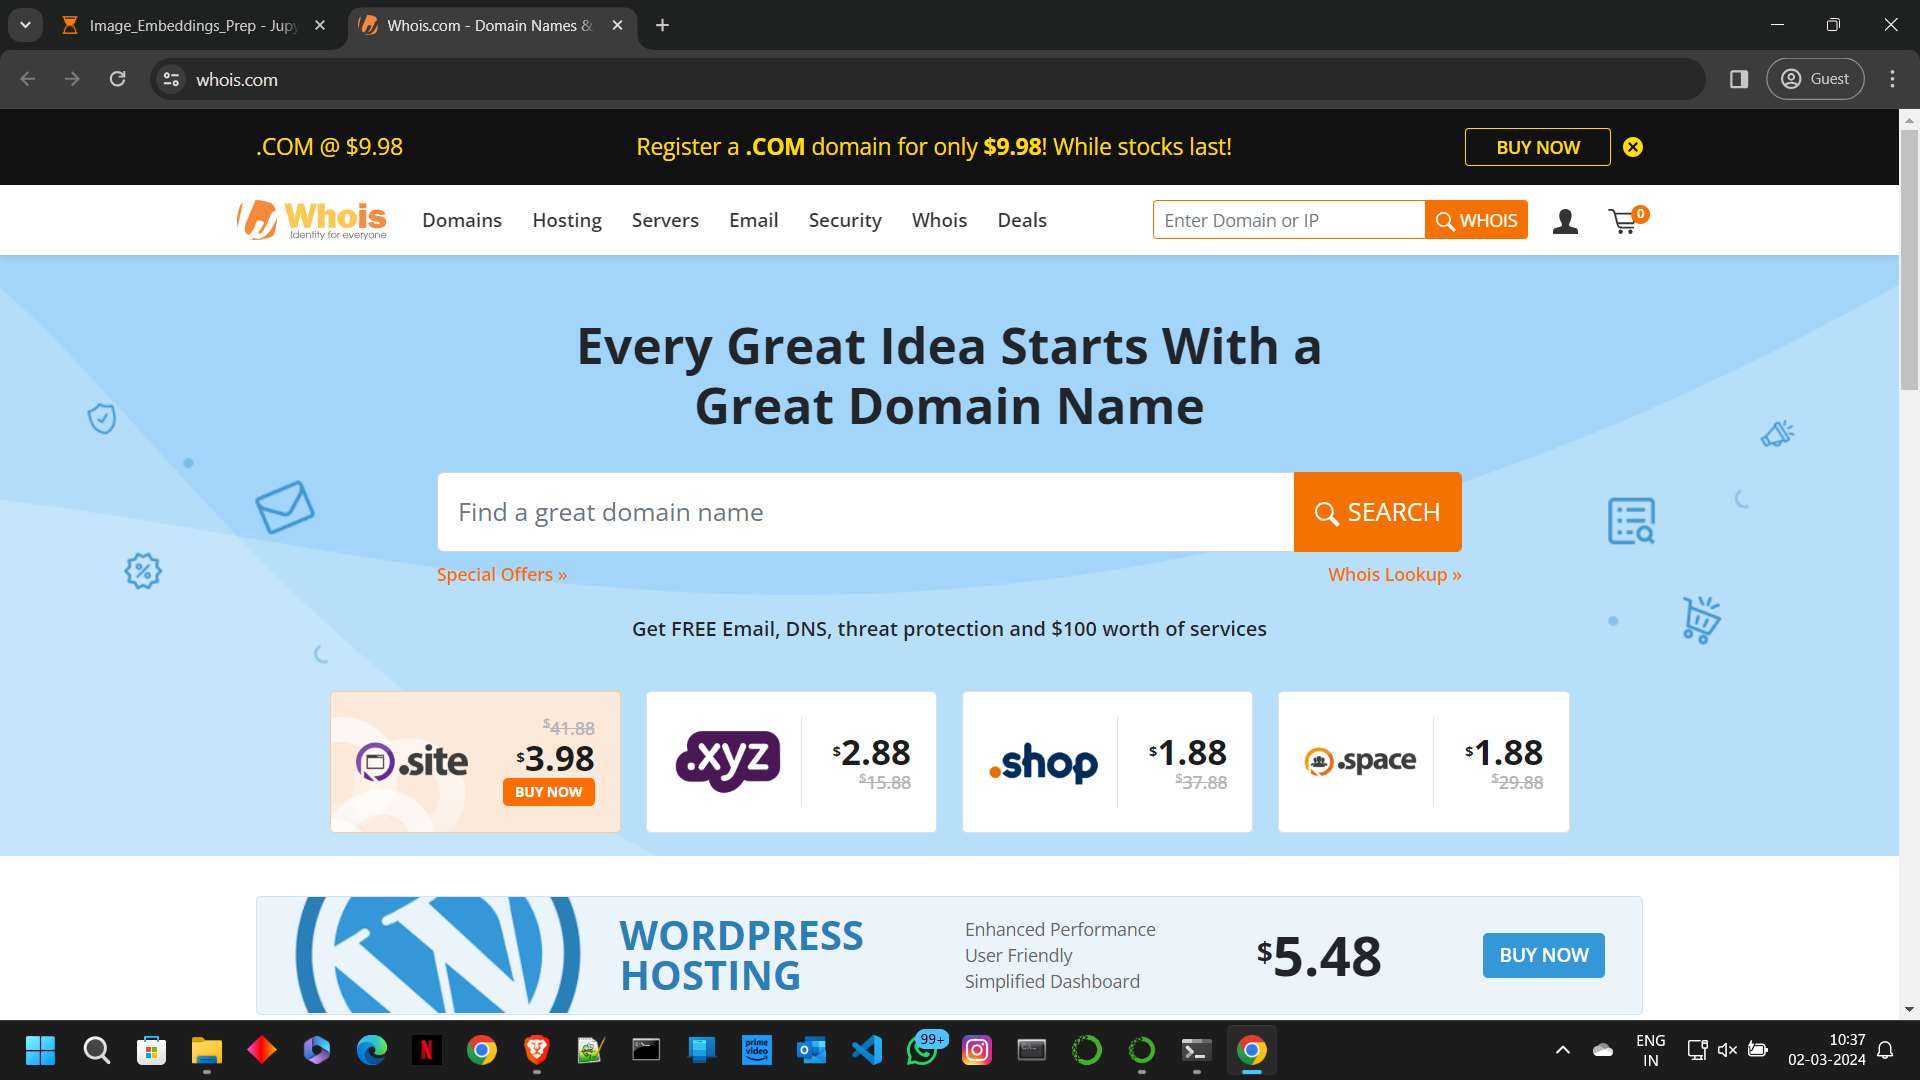 Image_Embeddings_Prep - Jupy
Whois.com - Domain Names &
whois.com
Guest
.COM @ $9.98
Register a .COM domain for only $9.98! While stocks last!
BUY NOW
Whois
Identity for everyone
Domains
Hosting
Servers
Email
Security
Whois
Deals
Enter Domain or IP
WHOIS
0
Every Great Idea Starts With a
Great Domain Name
Find a great domain name
SEARCH
Special Offers »
Whois Lookup »
Get FREE Email, DNS, threat protection and $100 worth of services
.site
$41.88
$3.98
BUY NOW
.xyz
$2.88
$15.88
.shop
$1.88
$37.88
.space
$1.88
$29.88
WORDPRESS
HOSTING
Enhanced Performance
User Friendly
Simplified Dashboard
$5.48
BUY NOW
prime
video
99+
ENG
IN
10:37
02-03-2024